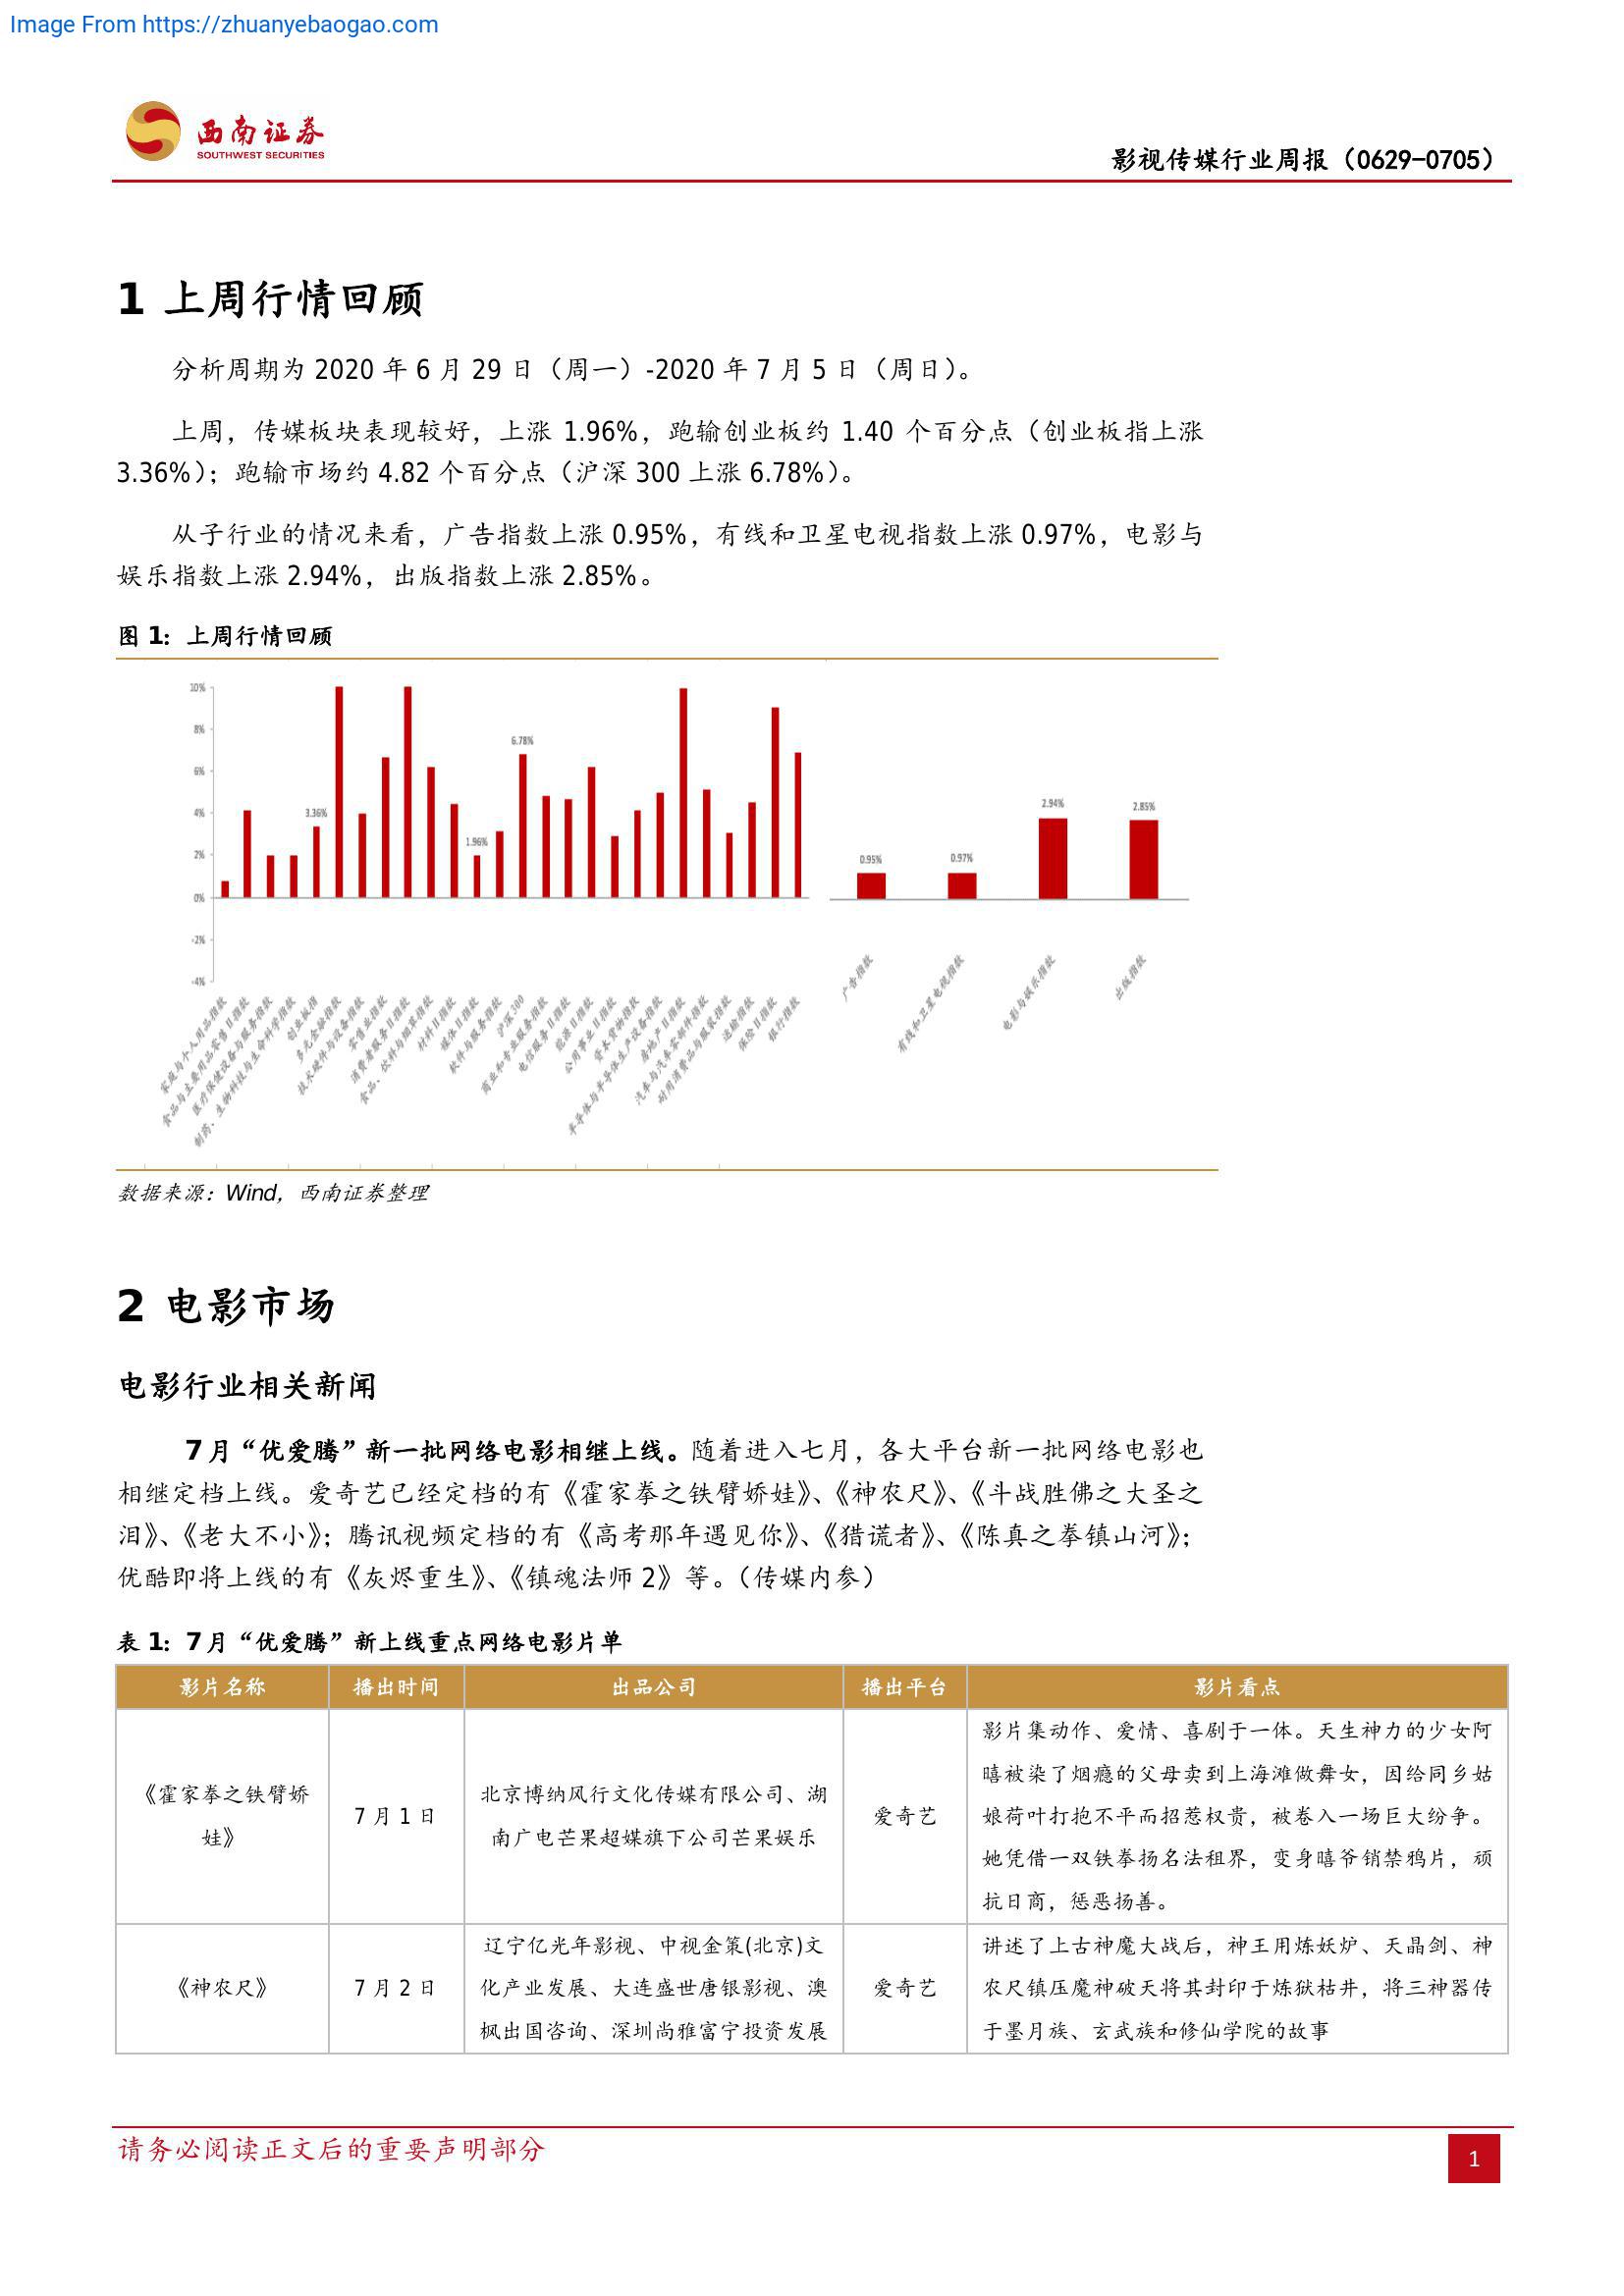 Image From https://zhuanyebaogao.com
西南证券
SOUTHWEST SECURITIES
影视传媒行业周报（0629-0705）
1 上周行情回顾
分析周期为 2020 年 6 月 29 日（周一）-2020 年 7 月 5 日（周日）。
上周，传媒板块表现较好，上涨 1.96%，跑输创业板约 1.40 个百分点（创业板指上涨
3.36%）；跑输市场约 4.82 个百分点（沪深 300 上涨 6.78%）。
从子行业的情况来看，广告指数上涨 0.95%，有线和卫星电视指数上涨 0.97%，电影与
娱乐指数上涨 2.94%，出版指数上涨 2.85%。
图 1：上周行情回顾
10%
8%
6%
4%
2%
0%
-2%
-4%
3.36%
1.96%
6.78%
0.95%
0.97%
2.94%
2.85%
家庭与个人用品指数
食品与主要用品零售Ⅱ指数
医疗保健设备与服务指数
制药、生物科技与生命科学指数
创业板指
多元金融指数
技术硬件与设备指数
零售业指数
消费者服务Ⅱ指数
食品、饮料与烟草指数
材料Ⅱ指数
媒体Ⅱ指数
软件与服务指数
沪深300
商业和专业服务指数
电信服务Ⅱ指数
能源Ⅱ指数
公用事业Ⅱ指数
资本货物指数
半导体与半导体生产设备指数
房地产Ⅱ指数
汽车与汽车零部件指数
耐用消费品与服装指数
运输指数
保险Ⅱ指数
银行指数
广告指数
有线和卫星电视指数
电影与娱乐指数
出版指数
数据来源：Wind，西南证券整理
2 电影市场
电影行业相关新闻
7 月“优爱腾”新一批网络电影相继上线。随着进入七月，各大平台新一批网络电影也
相继定档上线。爱奇艺已经定档的有《霍家拳之铁臂娇娃》、《神农尺》、《斗战胜佛之大圣之
泪》、《老大不小》；腾讯视频定档的有《高考那年遇见你》、《猎谎者》、《陈真之拳镇山河》；
优酷即将上线的有《灰烬重生》、《镇魂法师 2》等。（传媒内参）
表 1：7 月“优爱腾”新上线重点网络电影片单
影片名称 播出时间 出品公司 播出平台 影片看点
《霍家拳之铁臂娇
娃》
7 月 1 日
北京博纳风行文化传媒有限公司、湖
南广电芒果超媒旗下公司芒果娱乐
爱奇艺
影片集动作、爱情、喜剧于一体。天生神力的少女阿
暿被染了烟瘾的父母卖到上海滩做舞女，因给同乡姑
娘荷叶打抱不平而招惹权贵，被卷入一场巨大纷争。
她凭借一双铁拳扬名法租界，变身暿爷销禁鸦片，顽
抗日商，惩恶扬善。
《神农尺》
7 月 2 日
辽宁亿光年影视、中视金策(北京)文
化产业发展、大连盛世唐银影视、澳
枫出国咨询、深圳尚雅富宁投资发展
爱奇艺
讲述了上古神魔大战后，神王用炼妖炉、天晶剑、神
农尺镇压魔神破天将其封印于炼狱枯井，将三神器传
于墨月族、玄武族和修仙学院的故事
请务必阅读正文后的重要声明部分
1